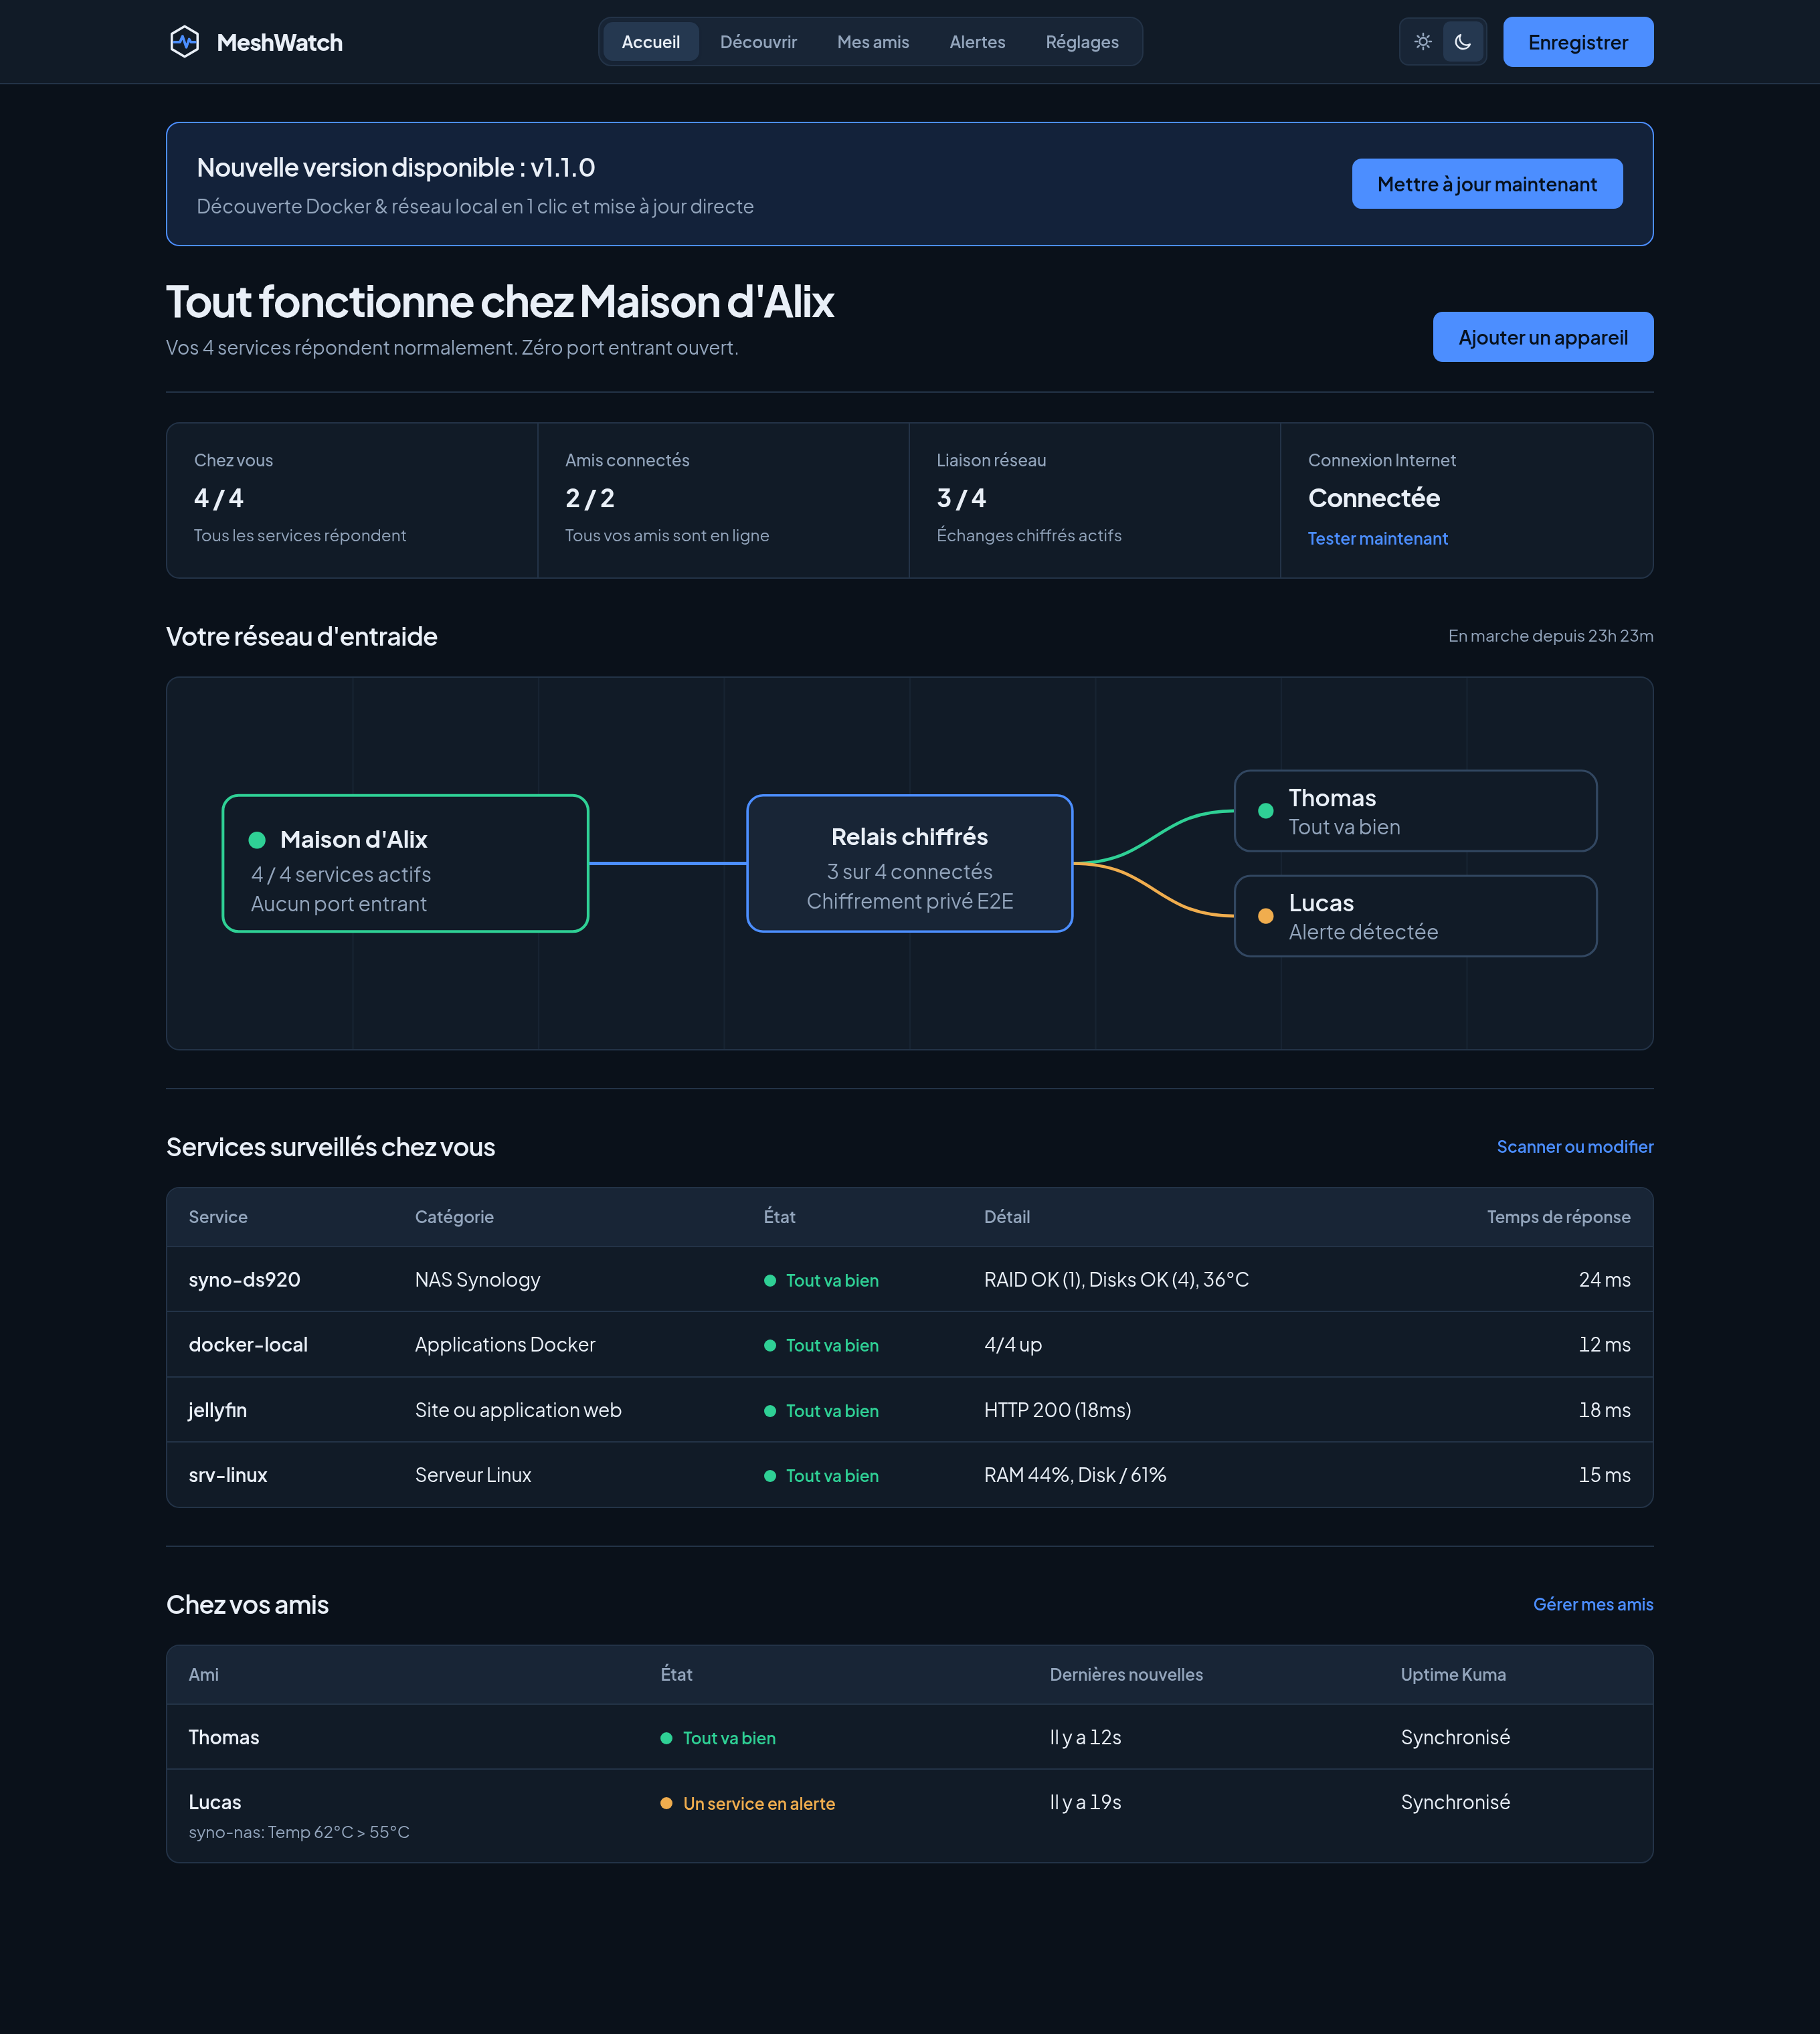 MeshWatch
Accueil
Découvrir
Mes amis
Alertes
Réglages
Enregistrer
Nouvelle version disponible : v1.1.0
Découverte Docker & réseau local en 1 clic et mise à jour directe
Mettre à jour maintenant
Tout fonctionne chez Maison d'Alix
Vos 4 services répondent normalement. Zéro port entrant ouvert.
Ajouter un appareil
Chez vous
4 / 4
Tous les services répondent
Amis connectés
2 / 2
Tous vos amis sont en ligne
Liaison réseau
3 / 4
Échanges chiffrés actifs
Connexion Internet
Connectée
Tester maintenant
Votre réseau d'entraide
En marche depuis 23h 23m
Maison d'Alix
4 / 4 services actifs
Aucun port entrant
Relais chiffrés
3 sur 4 connectés
Chiffrement privé E2E
Thomas
Tout va bien
Lucas
Alerte détectée
Services surveillés chez vous
Scanner ou modifier
Service Catégorie État Détail Temps de réponse
syno-ds920 NAS Synology Tout va bien RAID OK (1), Disks OK (4), 36°C 24 ms
docker-local Applications Docker Tout va bien 4/4 up 12 ms
jellyfin Site ou application web Tout va bien HTTP 200 (18ms) 18 ms
srv-linux Serveur Linux Tout va bien RAM 44%, Disk / 61% 15 ms
Chez vos amis
Gérer mes amis
Ami État Dernières nouvelles Uptime Kuma
Thomas Tout va bien Il y a 12s Synchronisé
Lucas Un service en alerte Il y a 19s Synchronisé
syno-nas: Temp 62°C > 55°C